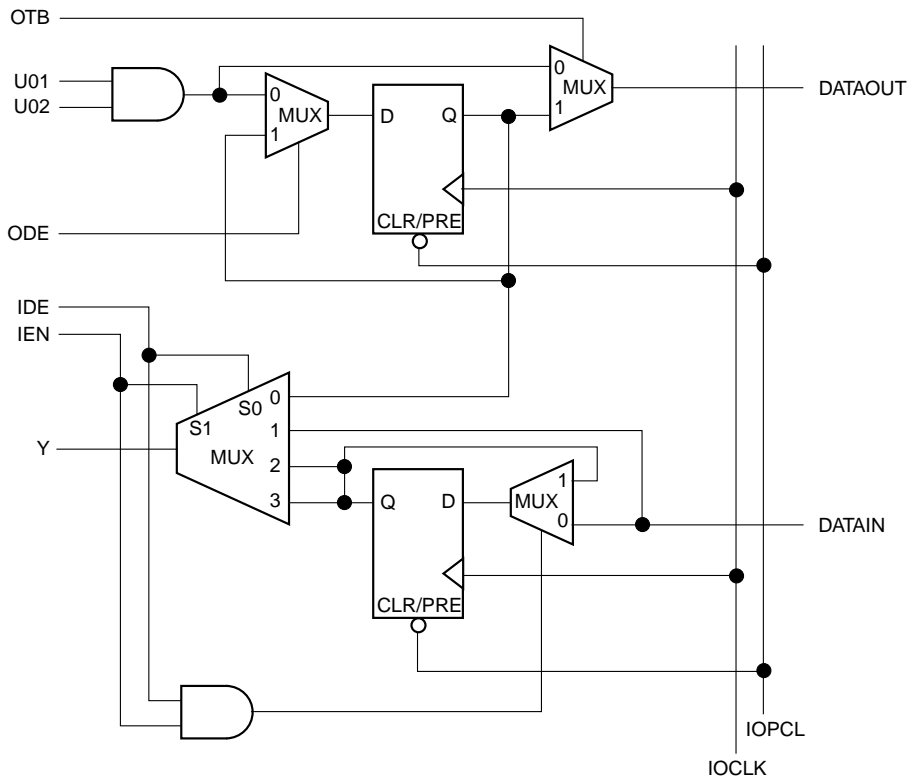 OTB
U01
U02
0
MUX
1
D
Q
CLR/PRE
0
MUX
1
DATAOUT
ODE
IDE
IEN
S1
S0
0
1
MUX
2
3
Y
Q
D
CLR/PRE
1
MUX
0
DATAIN
IOPCL
IOCLK